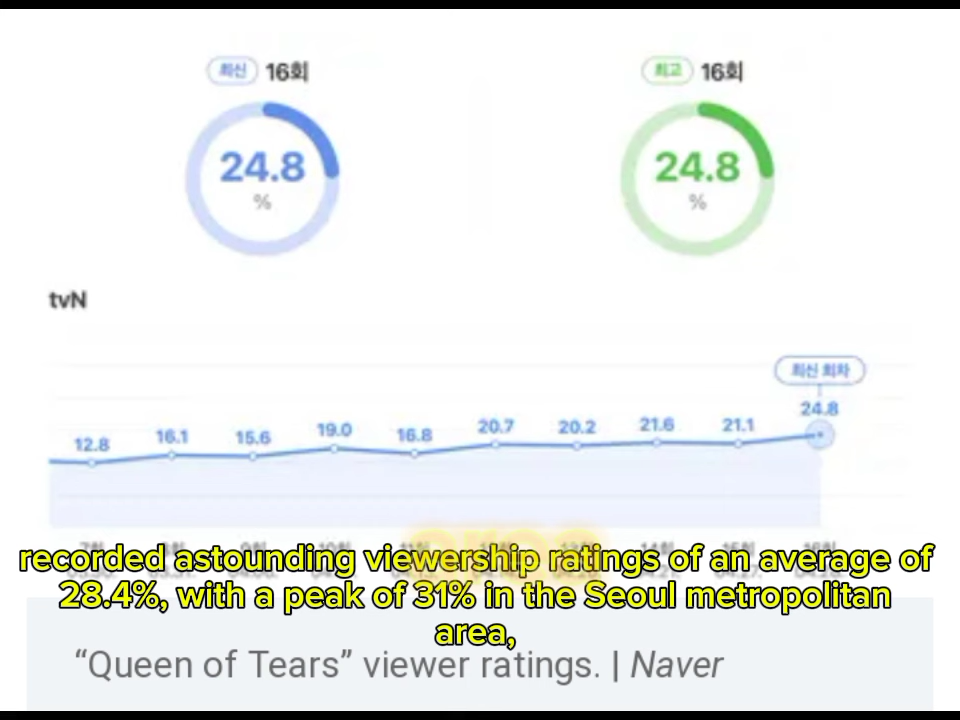 최신 16회
최고 16회
24.8
%
24.8
%
tvN
최신 회차
24.8
12.8
16.1
15.6
19.0
16.8
20.7
20.2
21.6
21.1
recorded astounding viewership ratings of an average of
28.4%, with a peak of 31% in the Seoul metropolitan
area,
“Queen of Tears” viewer ratings. | Naver